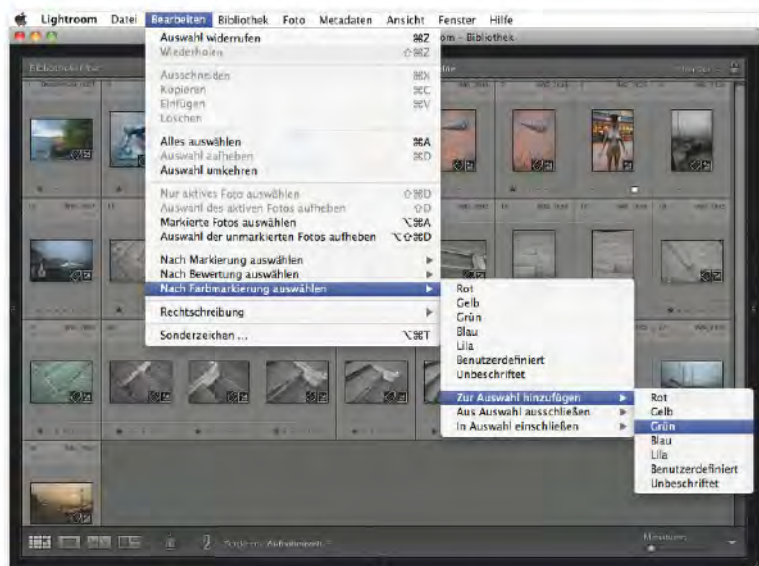 Lightroom Datei Bearbeiten Bibliothek Foto Metadaten Ansicht Fenster Hilfe
om – Bibliothek
Auswahl widerrufen ⌘Z
Wiederholen ⇧⌘Z
Ausschneiden ⌘X
Kopieren ⌘C
Einfügen ⌘V
Löschen
Alles auswählen ⌘A
Auswahl aufheben ⌘D
Auswahl umkehren
Nur aktives Foto auswählen ⇧⌘D
Auswahl des aktiven Fotos aufheben ⇧D
Markierte Fotos auswählen ⌥⌘A
Auswahl der unmarkierten Fotos aufheben ⌥⇧⌘D
Nach Markierung auswählen
Nach Bewertung auswählen
Nach Farbmarkierung auswählen
Rechtschreibung
Sonderzeichen ... ⌥⌘T
Rot
Gelb
Grün
Blau
Lila
Benutzerdefiniert
Unbeschriftet
Zur Auswahl hinzufügen
Aus Auswahl ausschließen
In Auswahl einschließen
Rot
Gelb
Grün
Blau
Lila
Benutzerdefiniert
Unbeschriftet
Miniaturen